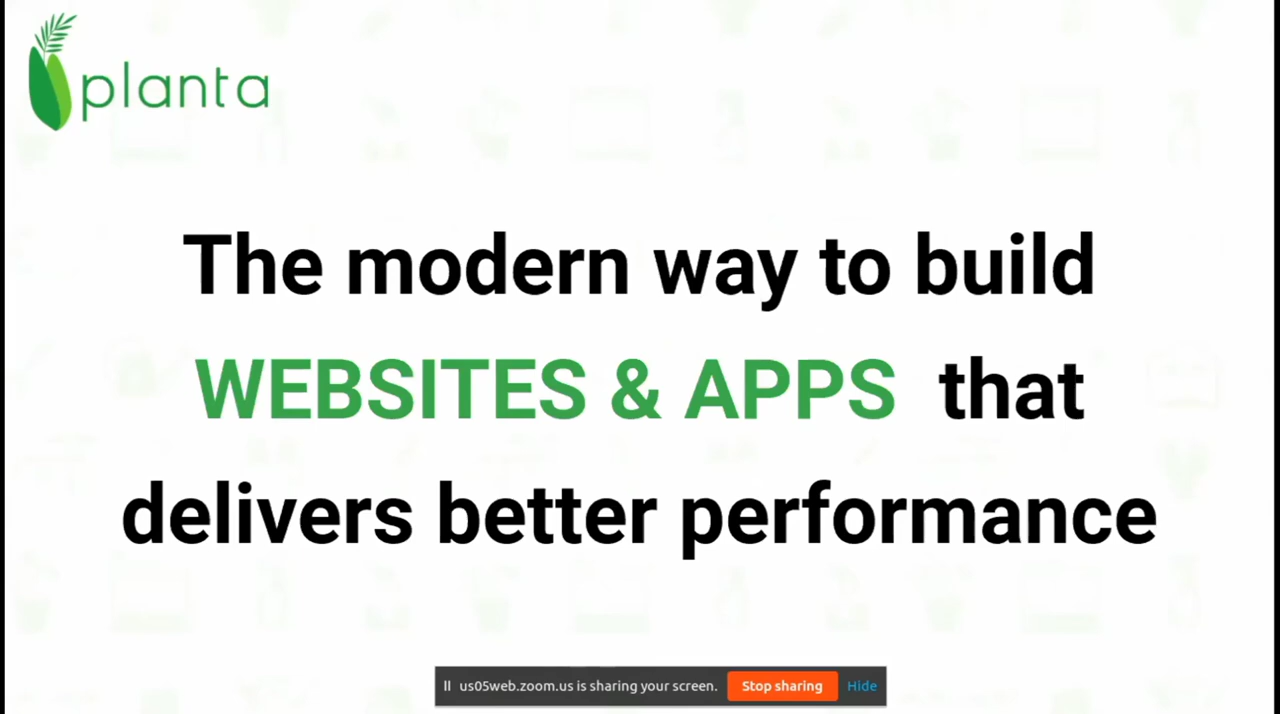 planta
The modern way to build
WEBSITES & APPS that
delivers better performance
us05web.zoom.us is sharing your screen. Stop sharing Hide